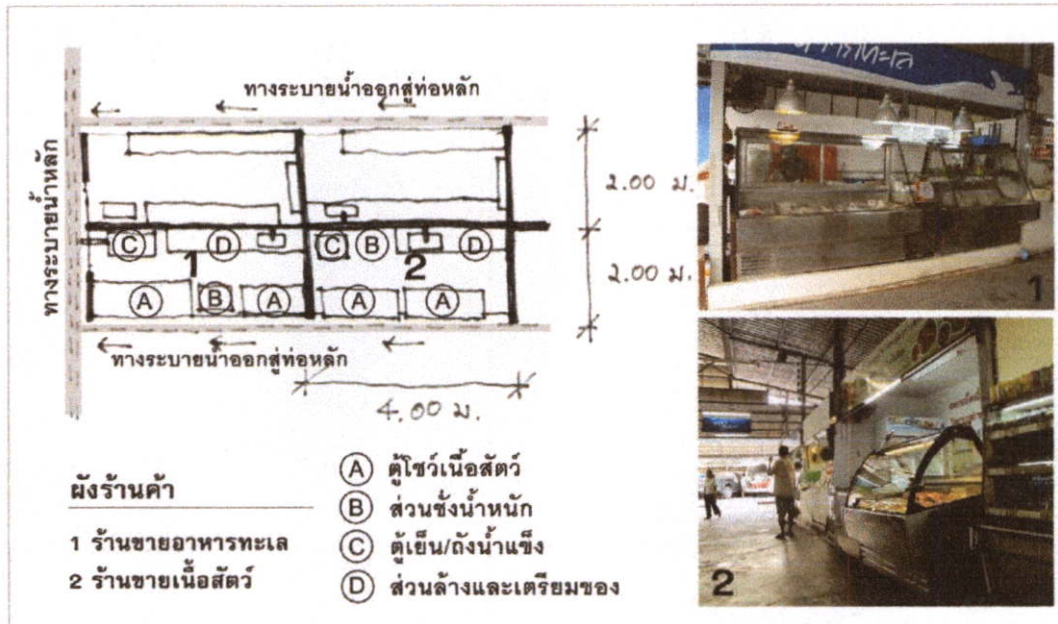 ทางระบายน้ำออกสู่ท่อหลัก
ทางระบายน้ำหลัก
2.00 ม.
2.00 ม.
C
D
C
B
D
1
2
A
B
A
A
A
ทางระบายน้ำออกสู่ท่อหลัก
4.00 ม.
ผังร้านค้า
1 ร้านขายอาหารทะเล
2 ร้านขายเนื้อสัตว์
A ตู้โชว์เนื้อสัตว์
B ส่วนชั่งน้ำหนัก
C ตู้เย็น/ถังน้ำแข็ง
D ส่วนล้างและเตรียมของ
1
2